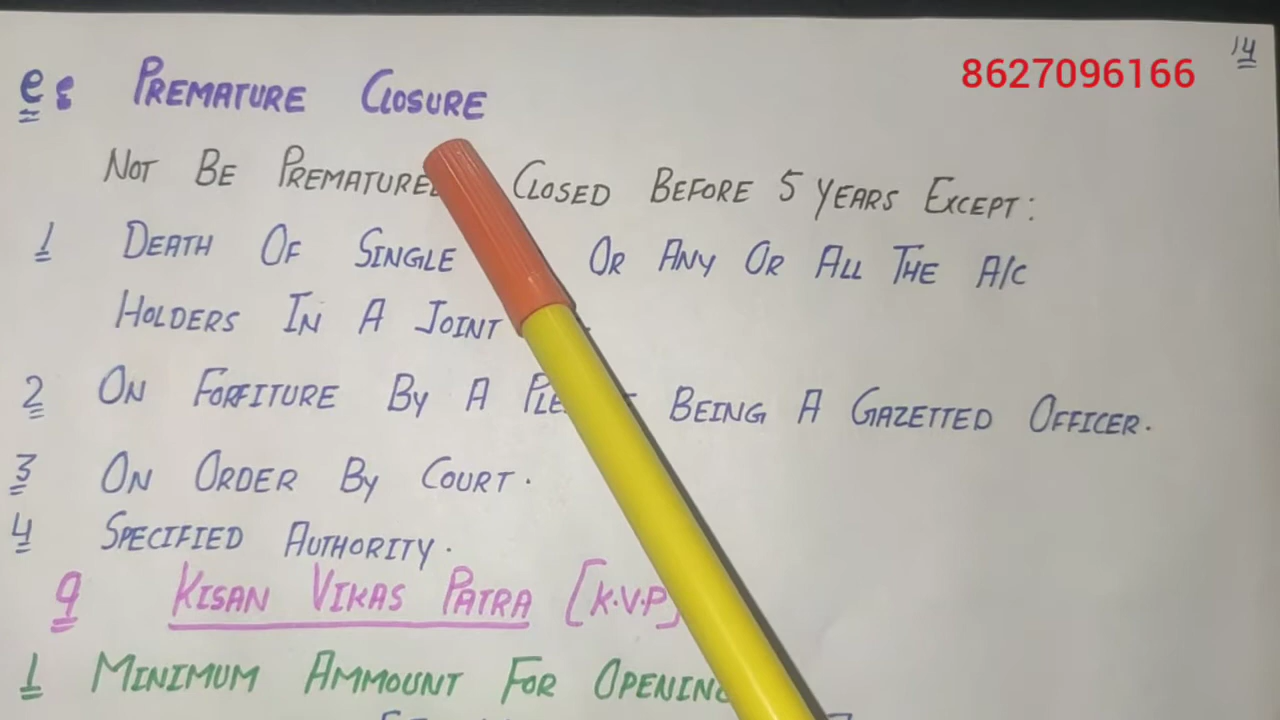 14
8627096166
e: PREMATURE CLOSURE
NOT BE PREMATURE CLOSED BEFORE 5 YEARS EXCEPT:
1 DEATH OF SINGLE OR ANY OR ALL THE A/C
HOLDERS IN A JOINT
2 ON FORFITURE BY A BEING A GAZETTED OFFICER.
3 ON ORDER BY COURT.
4 SPECIFIED AUTHORITY.
9 KISAN VIKAS PATRA [K.V.P]
1 MINIMUM AMMOUNT FOR OPENING